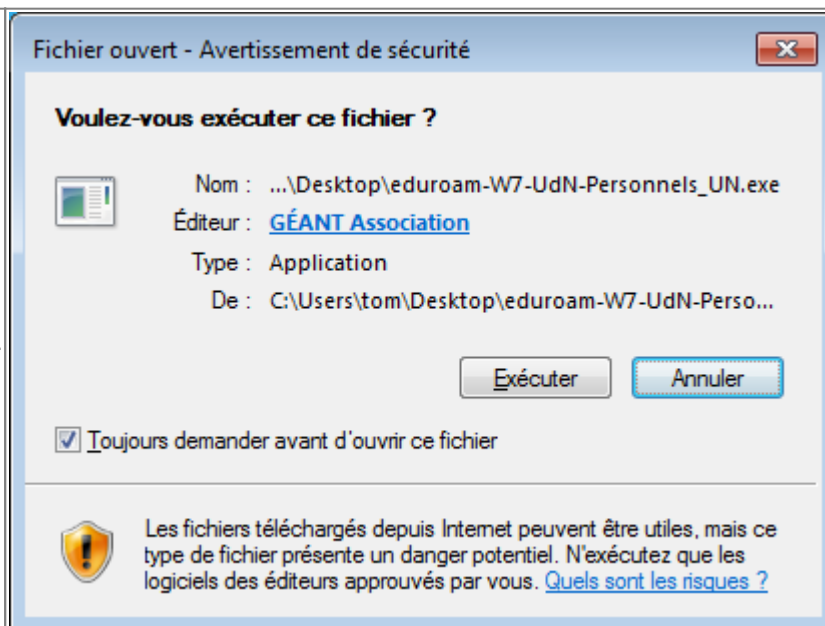 Fichier ouvert - Avertissement de sécurité
Voulez-vous exécuter ce fichier ?
Nom : ...\Desktop\eduroam-W7-UdN-Personnels_UN.exe
Éditeur : GÉANT Association
Type : Application
De : C:\Users\tom\Desktop\eduroam-W7-UdN-Perso...
Exécuter Annuler
Toujours demander avant d'ouvrir ce fichier
Les fichiers téléchargés depuis Internet peuvent être utiles, mais ce
type de fichier présente un danger potentiel. N'exécutez que les
logiciels des éditeurs approuvés par vous. Quels sont les risques ?